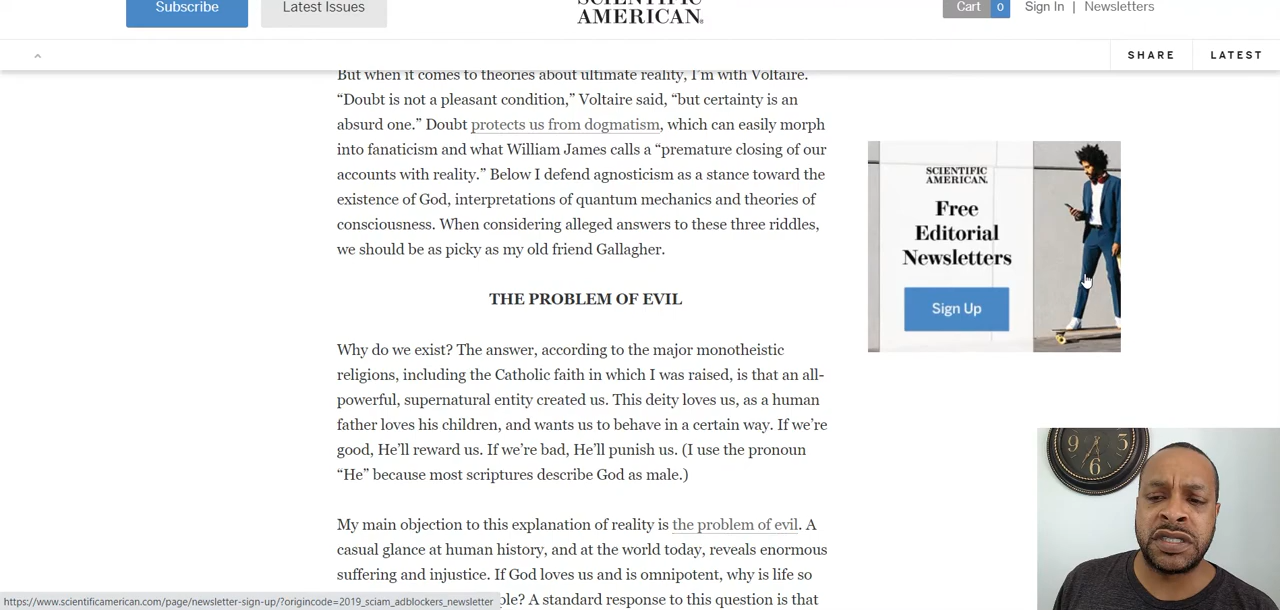 Subscribe
Latest Issues
SCIENTIFIC
AMERICAN®
Cart 0
Sign In | Newsletters
SHARE
LATEST
But when it comes to theories about ultimate reality, I’m with Voltaire.
“Doubt is not a pleasant condition,” Voltaire said, “but certainty is an
absurd one.” Doubt protects us from dogmatism, which can easily morph
into fanaticism and what William James calls a “premature closing of our
accounts with reality.” Below I defend agnosticism as a stance toward the
existence of God, interpretations of quantum mechanics and theories of
consciousness. When considering alleged answers to these three riddles,
we should be as picky as my old friend Gallagher.
THE PROBLEM OF EVIL
Why do we exist? The answer, according to the major monotheistic
religions, including the Catholic faith in which I was raised, is that an all-
powerful, supernatural entity created us. This deity loves us, as a human
father loves his children, and wants us to behave in a certain way. If we’re
good, He’ll reward us. If we’re bad, He’ll punish us. (I use the pronoun
“He” because most scriptures describe God as male.)
My main objection to this explanation of reality is the problem of evil. A
casual glance at human history, and at the world today, reveals enormous
suffering and injustice. If God loves us and is omnipotent, why is life so
ple? A standard response to this question is that
SCIENTIFIC
AMERICAN.
Free
Editorial
Newsletters
Sign Up
9
3
6
https://www.scientificamerican.com/page/newsletter-sign-up/?origincode=2019_sciam_adblockers_newsletter